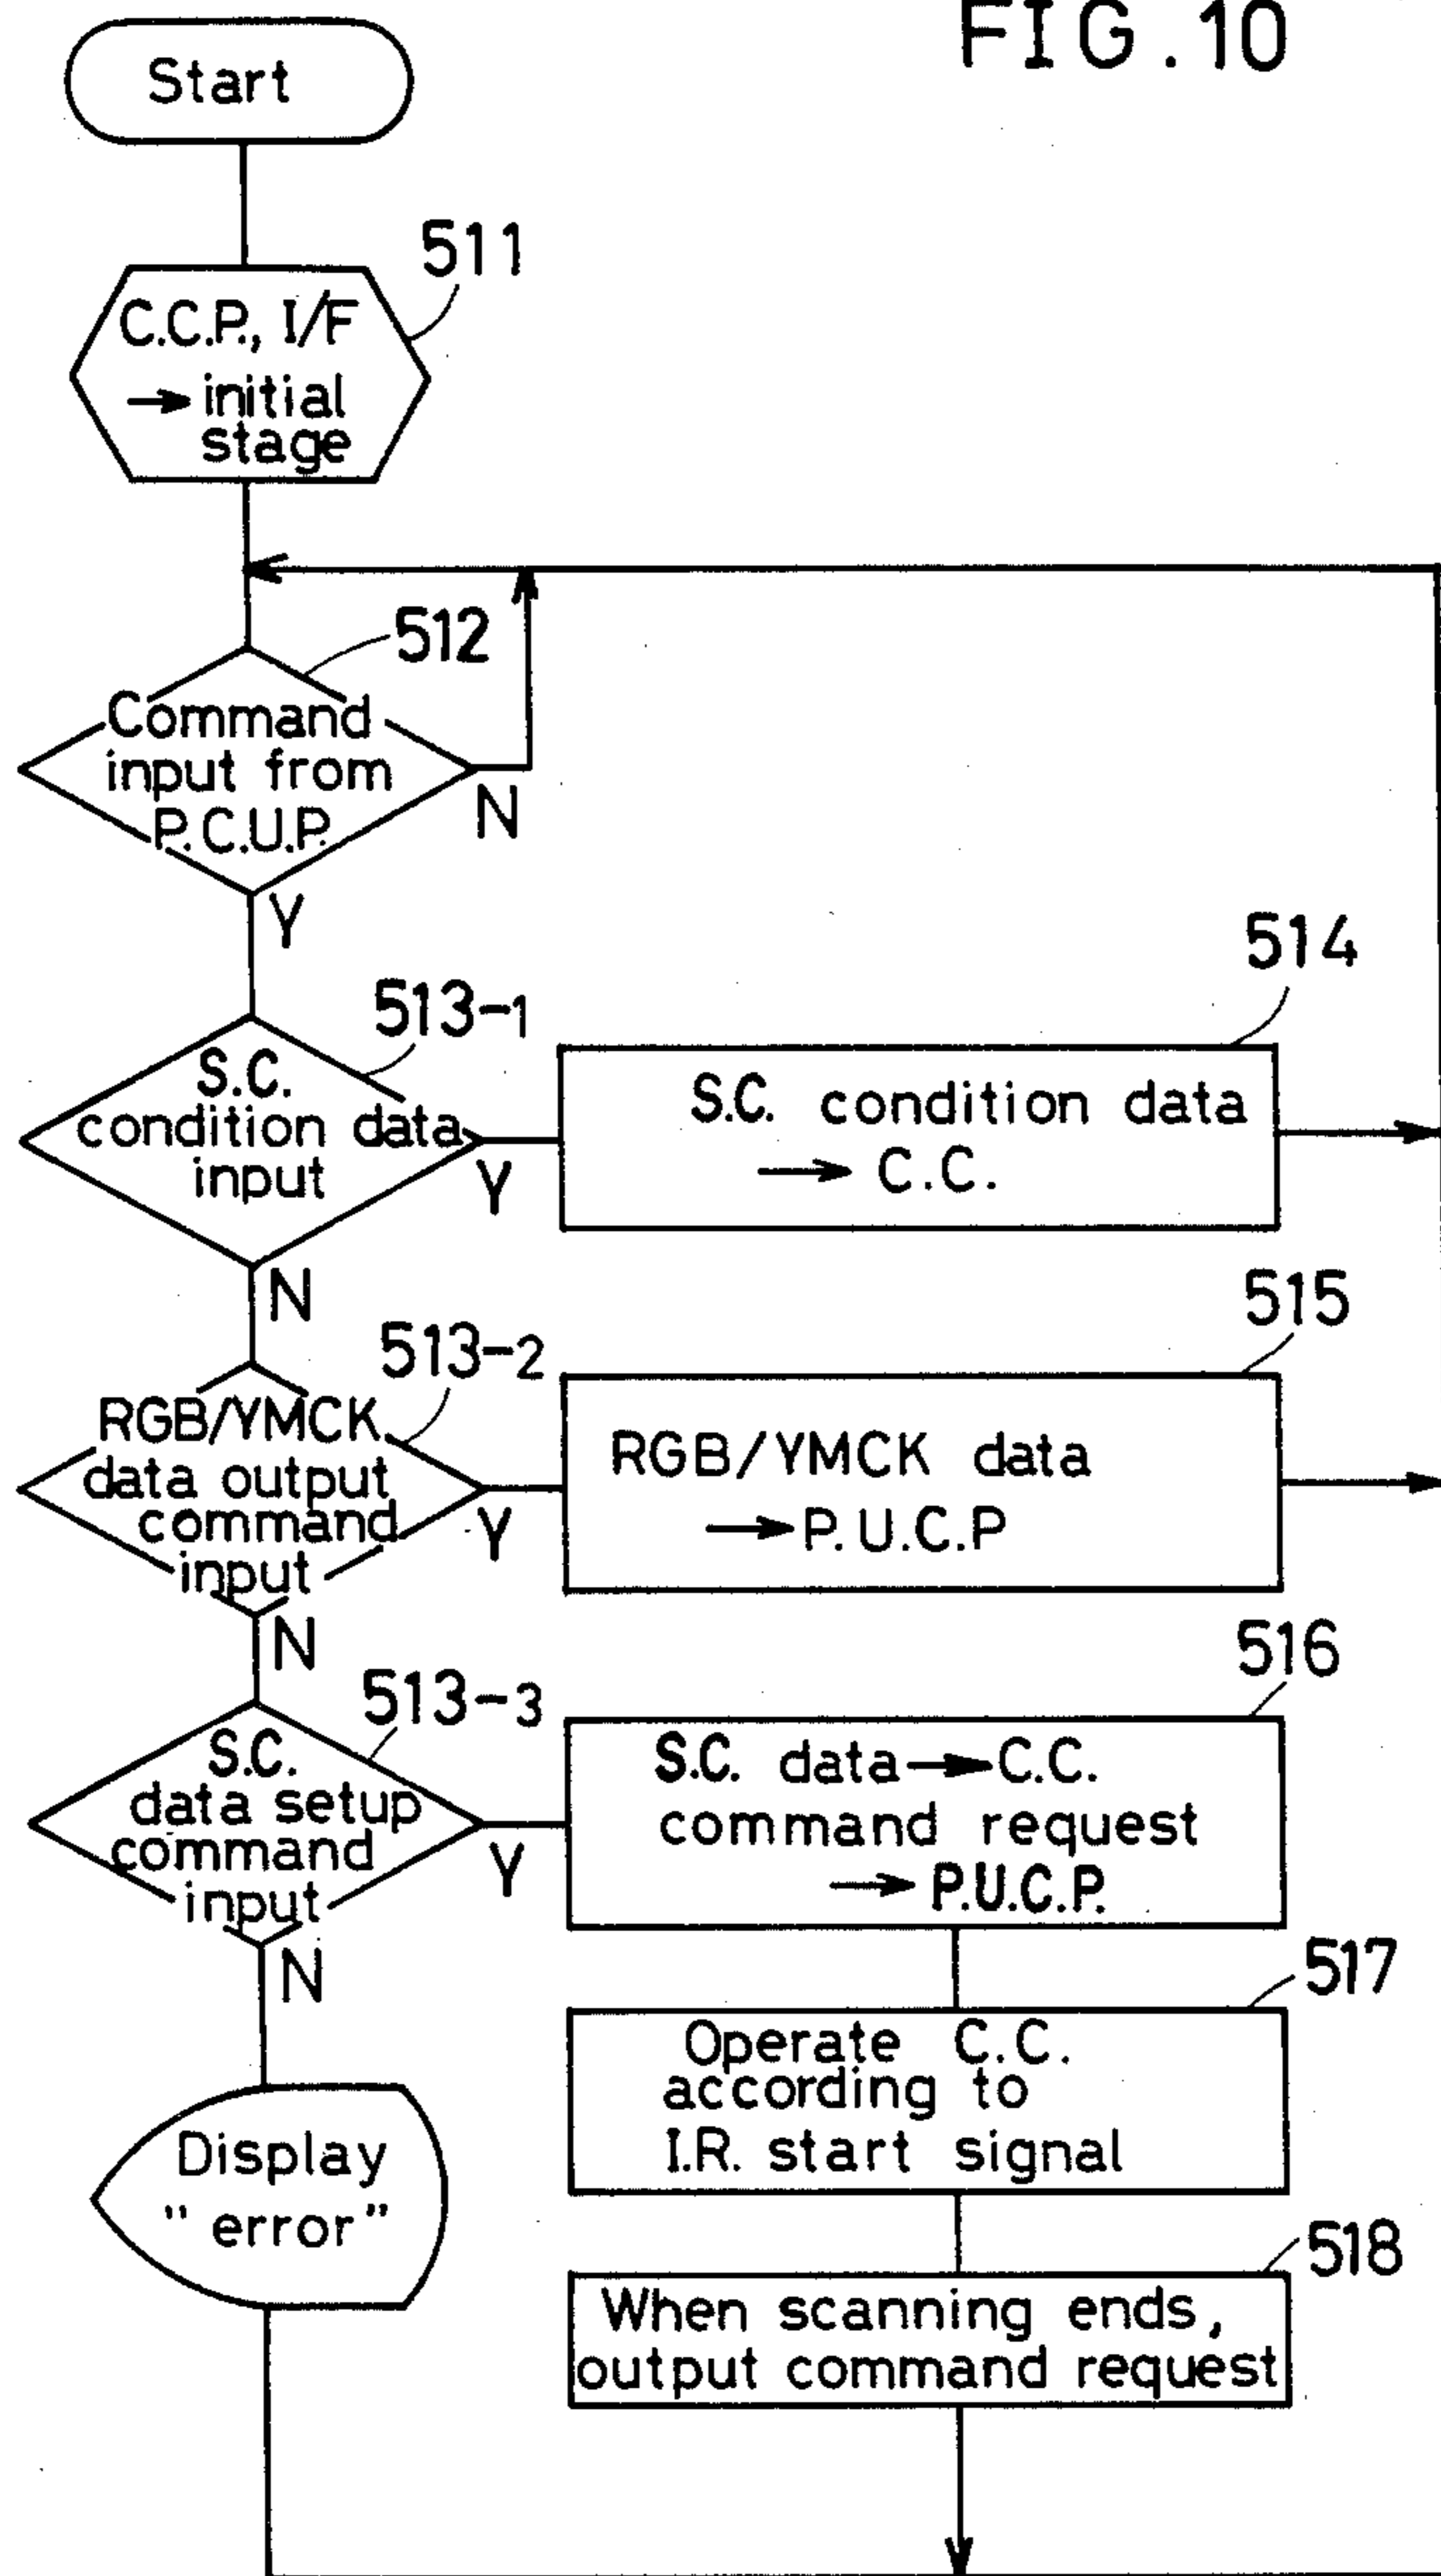 FIG.10
Start
511
C.C.P., I/F
→ initial
stage
512
Command
input from
P.C.U.P.
N
Y
513-1
S.C.
condition data
input
Y
N
514
S.C. condition data
→ C.C.
513-2
RGB/YMCK
data output
command
input
Y
N
515
RGB/YMCK data
→ P.U.C.P
513-3
S.C.
data setup
command
input
Y
N
516
S.C. data → C.C.
command request
→ P.U.C.P.
517
Operate C.C.
according to
I.R. start signal
Display
"error"
518
When scanning ends,
output command request